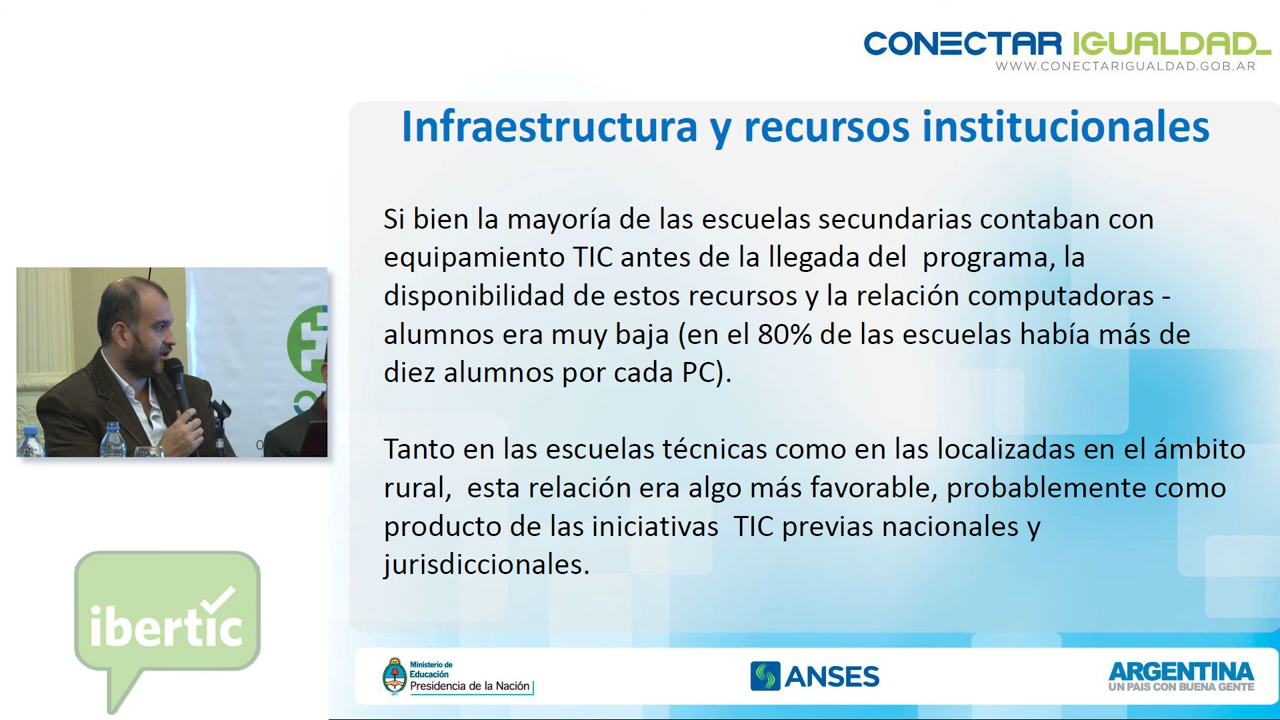 CONECTAR IGUALDAD_
WWW.CONECTARIGUALDAD.GOB.AR
Infraestructura y recursos institucionales
Si bien la mayoría de las escuelas secundarias contaban con
equipamiento TIC antes de la llegada del programa, la
disponibilidad de estos recursos y la relación computadoras -
alumnos era muy baja (en el 80% de las escuelas había más de
diez alumnos por cada PC).
Tanto en las escuelas técnicas como en las localizadas en el ámbito
rural, esta relación era algo más favorable, probablemente como
producto de las iniciativas TIC previas nacionales y
jurisdiccionales.
ibertic
Ministerio de
Educación
Presidencia de la Nación
ANSES
ARGENTINA
UN PAIS CON BUENA GENTE